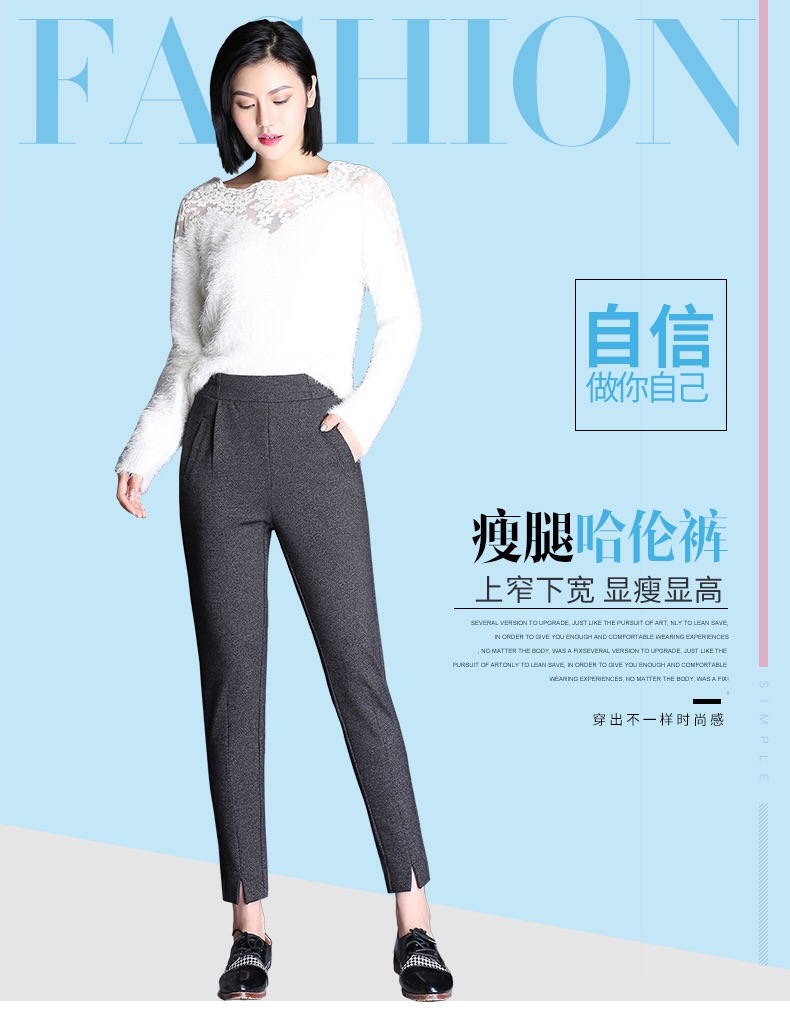 FASHION
自信
做你自己
瘦腿哈伦裤
上窄下宽 显瘦显高
SEVERAL VERSION TO UPGRADE, JUST LIKE THE PURSUIT OF ART, NLY TO LEAN SAVE,
IN ORDER TO GIVE YOU ENOUGH AND COMFORTABLE WEARING EXPERIENCES
, NO MATTER THE BODY, WAS A FIXSEVERAL VERSION TO UPGRADE, JUST LIKE THE
PURSUIT OF ARTONLY TO LEAN SAVE, IN ORDER TO GIVE YOU ENOUGH AND COMFORTABLE
WEARING EXPERIENCES, NO MATTER THE BODY, WAS A FIX
穿出不一样时尚感
SIMPLE